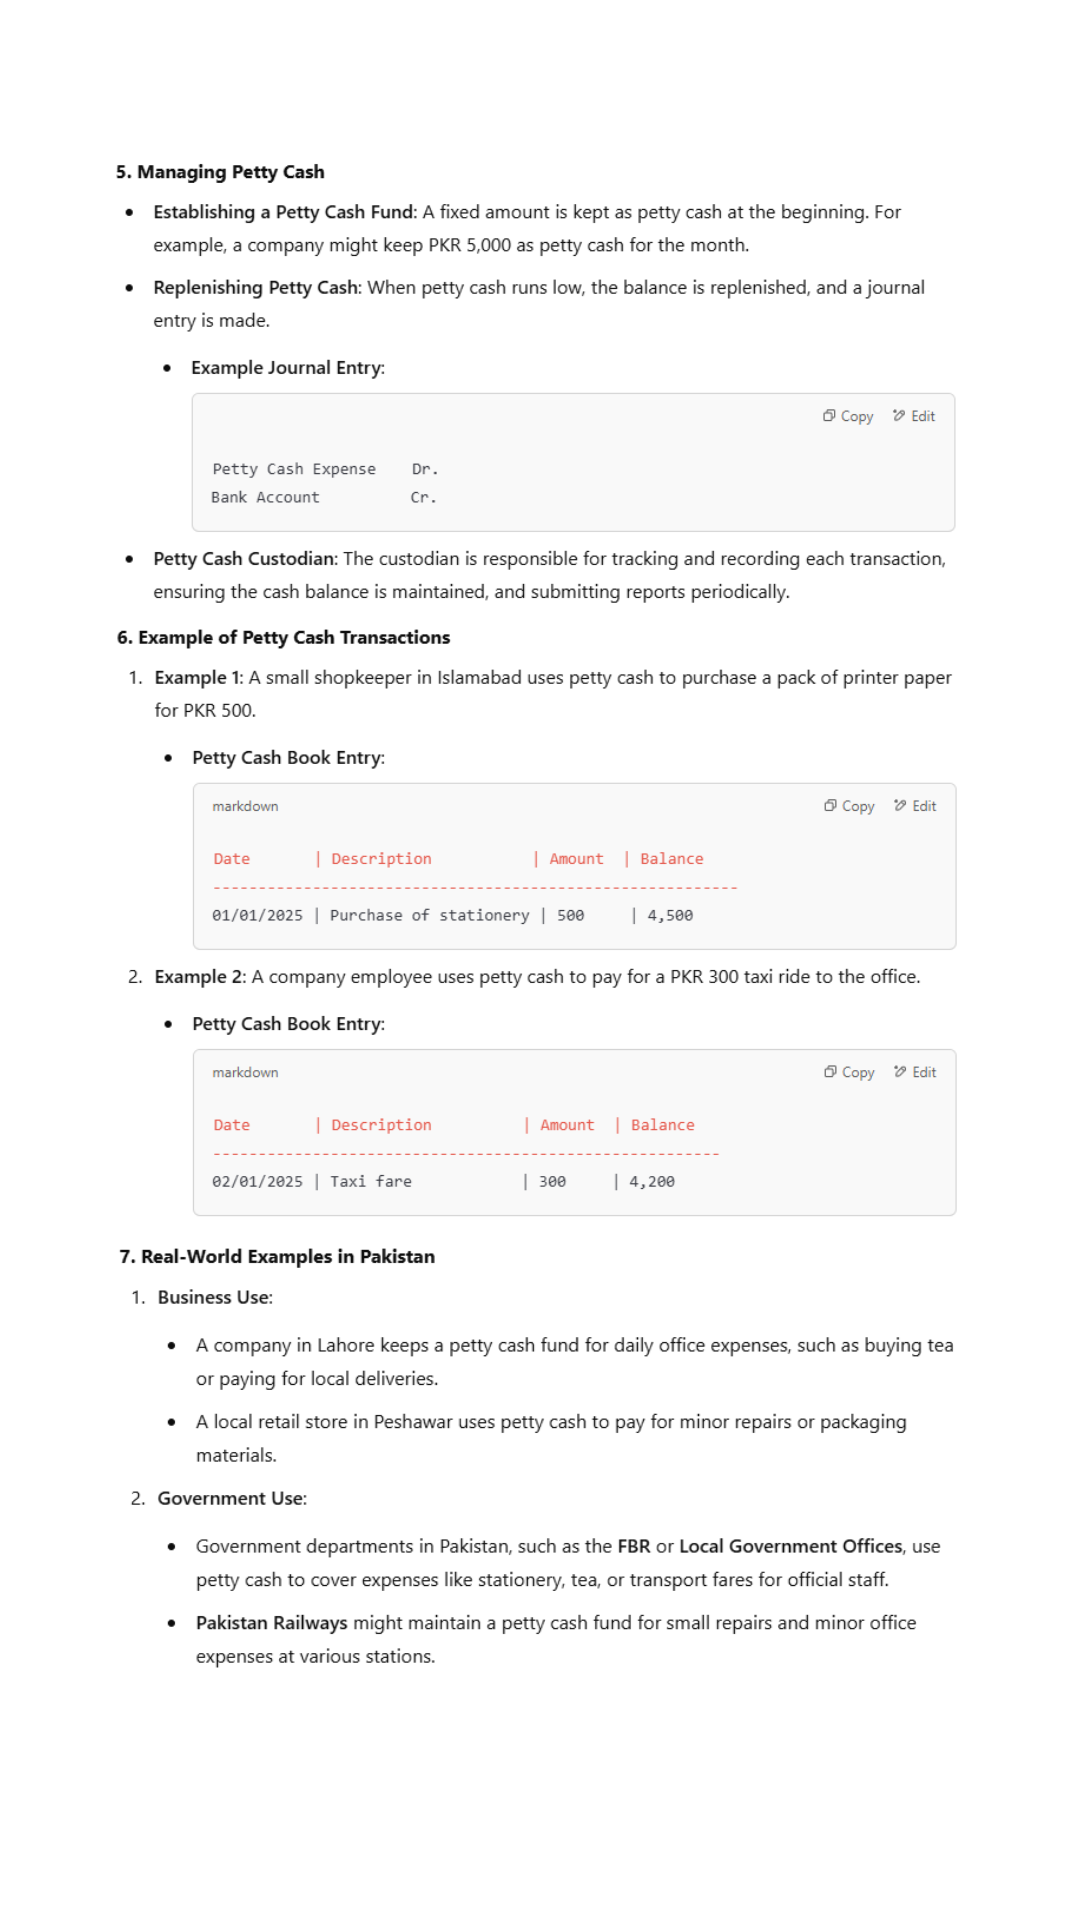 5. Managing Petty Cash
• Establishing a Petty Cash Fund: A fixed amount is kept as petty cash at the beginning. For
example, a company might keep PKR 5,000 as petty cash for the month.
• Replenishing Petty Cash: When petty cash runs low, the balance is replenished, and a journal
entry is made.
• Example Journal Entry:
Copy Edit
Petty Cash Expense    Dr.
Bank Account          Cr.
• Petty Cash Custodian: The custodian is responsible for tracking and recording each transaction,
ensuring the cash balance is maintained, and submitting reports periodically.
6. Example of Petty Cash Transactions
1. Example 1: A small shopkeeper in Islamabad uses petty cash to purchase a pack of printer paper
for PKR 500.
• Petty Cash Book Entry:
markdown Copy Edit
Date       | Description           | Amount  | Balance
----------------------------------------------------------
01/01/2025 | Purchase of stationery | 500     | 4,500
2. Example 2: A company employee uses petty cash to pay for a PKR 300 taxi ride to the office.
• Petty Cash Book Entry:
markdown Copy Edit
Date       | Description          | Amount  | Balance
--------------------------------------------------------
02/01/2025 | Taxi fare            | 300     | 4,200
7. Real-World Examples in Pakistan
1. Business Use:
• A company in Lahore keeps a petty cash fund for daily office expenses, such as buying tea
or paying for local deliveries.
• A local retail store in Peshawar uses petty cash to pay for minor repairs or packaging
materials.
2. Government Use:
• Government departments in Pakistan, such as the FBR or Local Government Offices, use
petty cash to cover expenses like stationery, tea, or transport fares for official staff.
• Pakistan Railways might maintain a petty cash fund for small repairs and minor office
expenses at various stations.